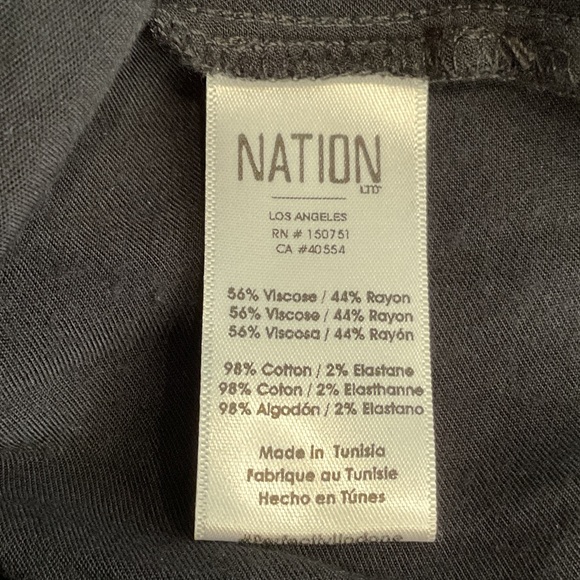 NATION
LTD
LOS ANGELES
RN # 150751
CA #40554
56% Viscose / 44% Rayon
56% Viscose / 44% Rayon
56% Viscosa / 44% Rayón
98% Cotton / 2% Elastane
98% Coton / 2% Elasthanne
98% Algodón / 2% Elastano
Made in Tunisia
Fabrique au Tunisie
Hecho en Túnes
#PerfectlyUndone